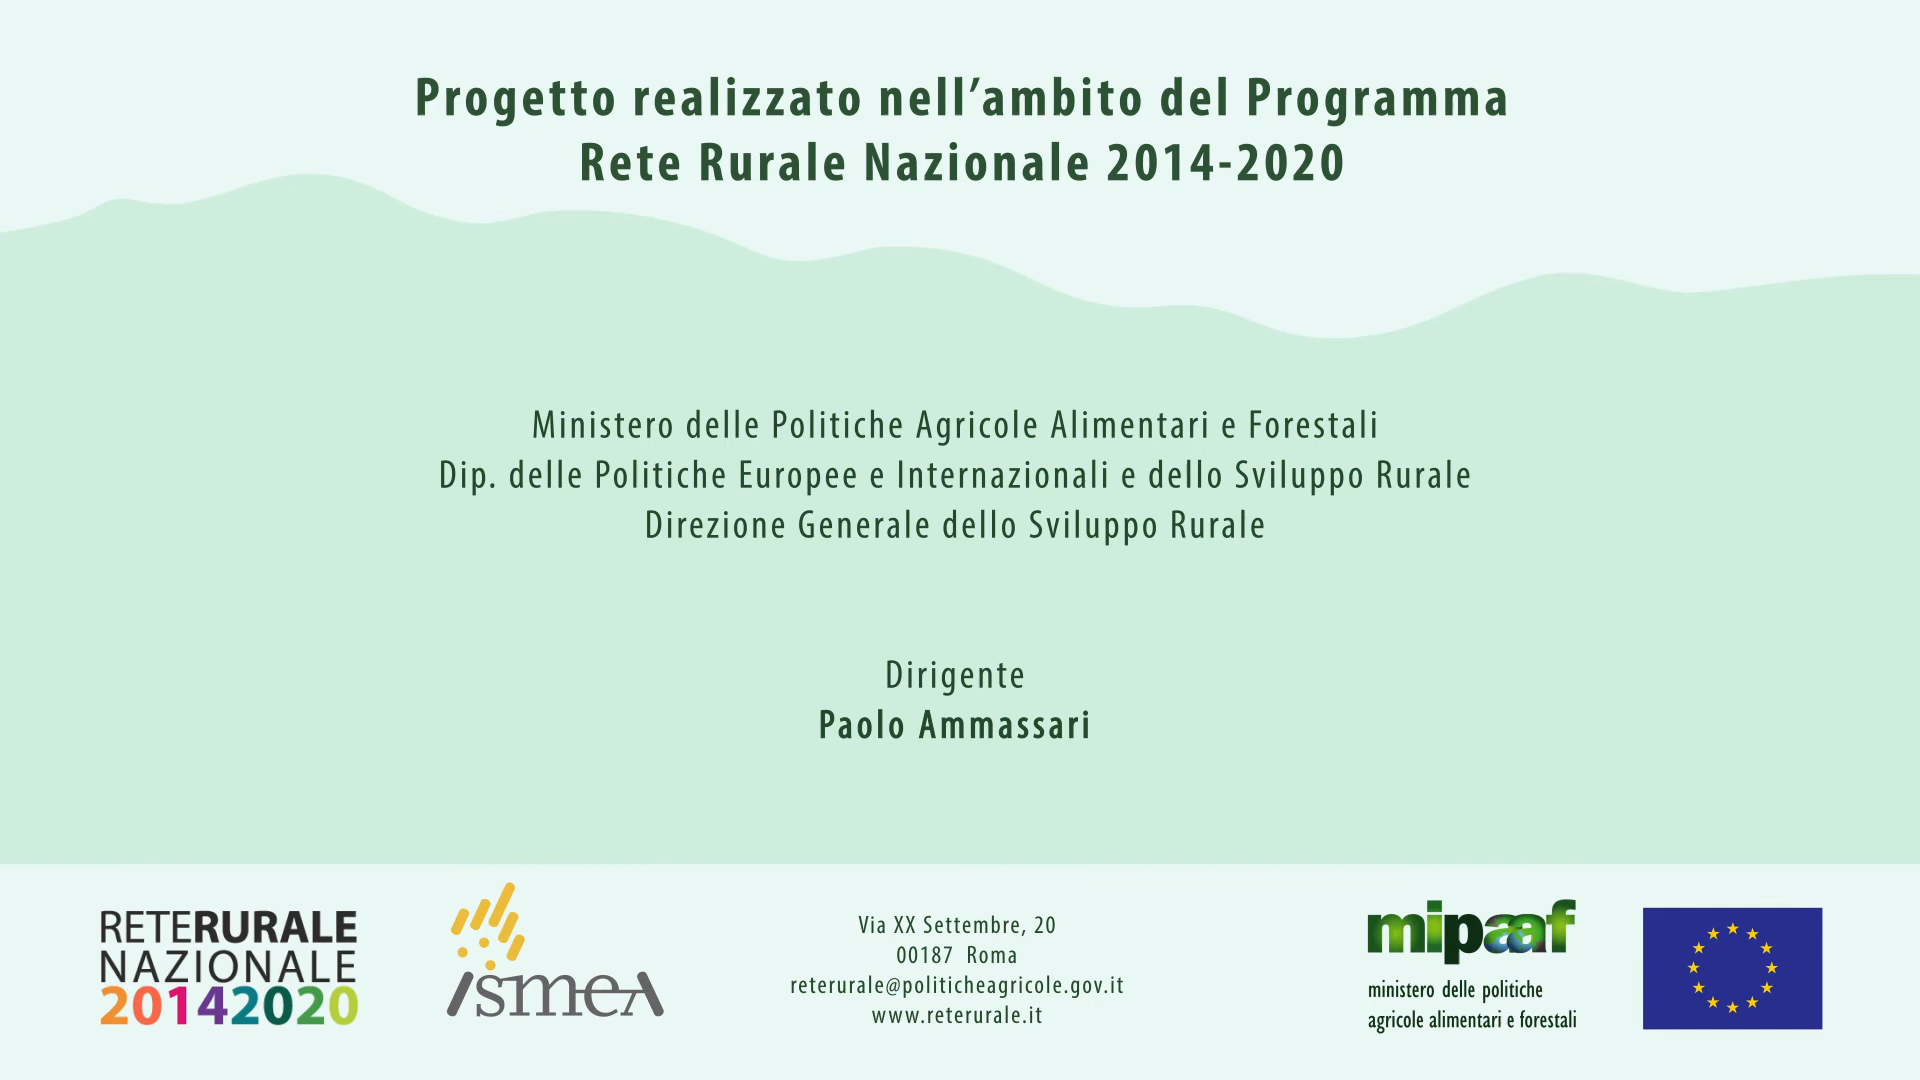 Progetto realizzato nell’ambito del Programma
Rete Rurale Nazionale 2014-2020
Ministero delle Politiche Agricole Alimentari e Forestali
Dip. delle Politiche Europee e Internazionali e dello Sviluppo Rurale
Direzione Generale dello Sviluppo Rurale
Dirigente
Paolo Ammassari
RETERURALE
NAZIONALE
20142020
ismea
Via XX Settembre, 20
00187 Roma
reterurale@politicheagricole.gov.it
www.reterurale.it
mipaaf
ministero delle politiche
agricole alimentari e forestali